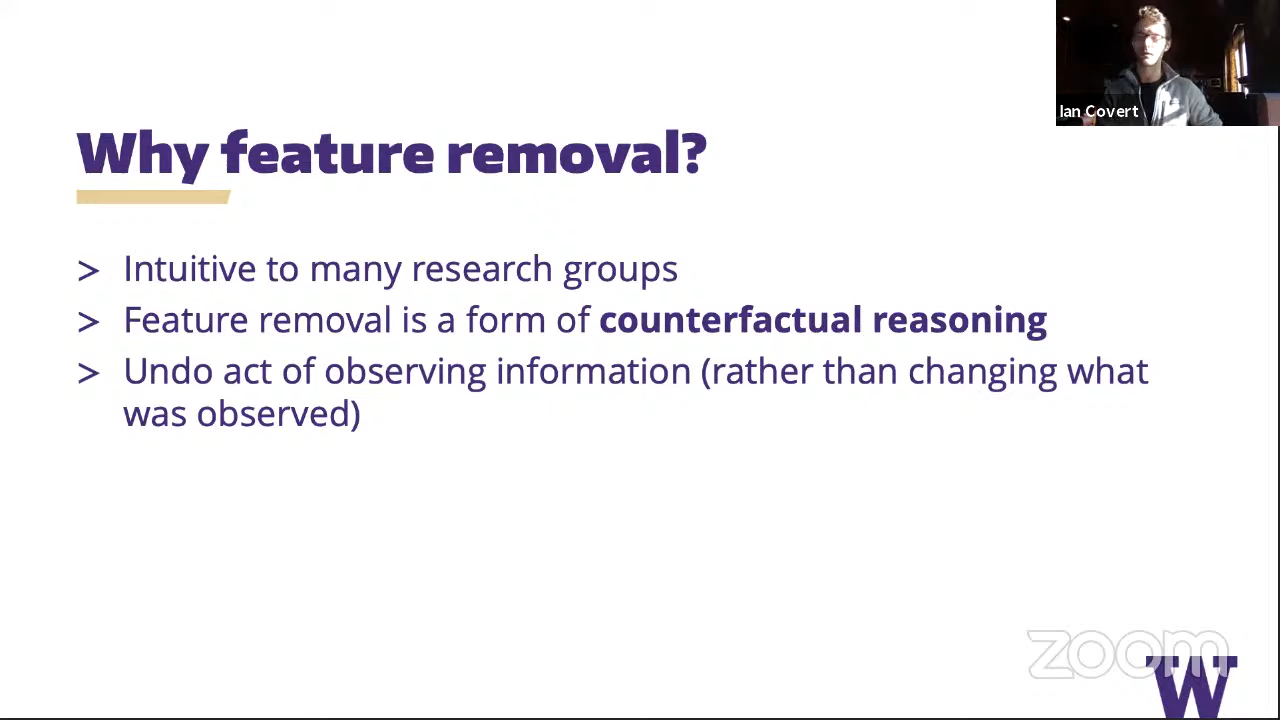 Ian Covert
Why feature removal?
> Intuitive to many research groups
> Feature removal is a form of counterfactual reasoning
> Undo act of observing information (rather than changing what
was observed)
zoom
W